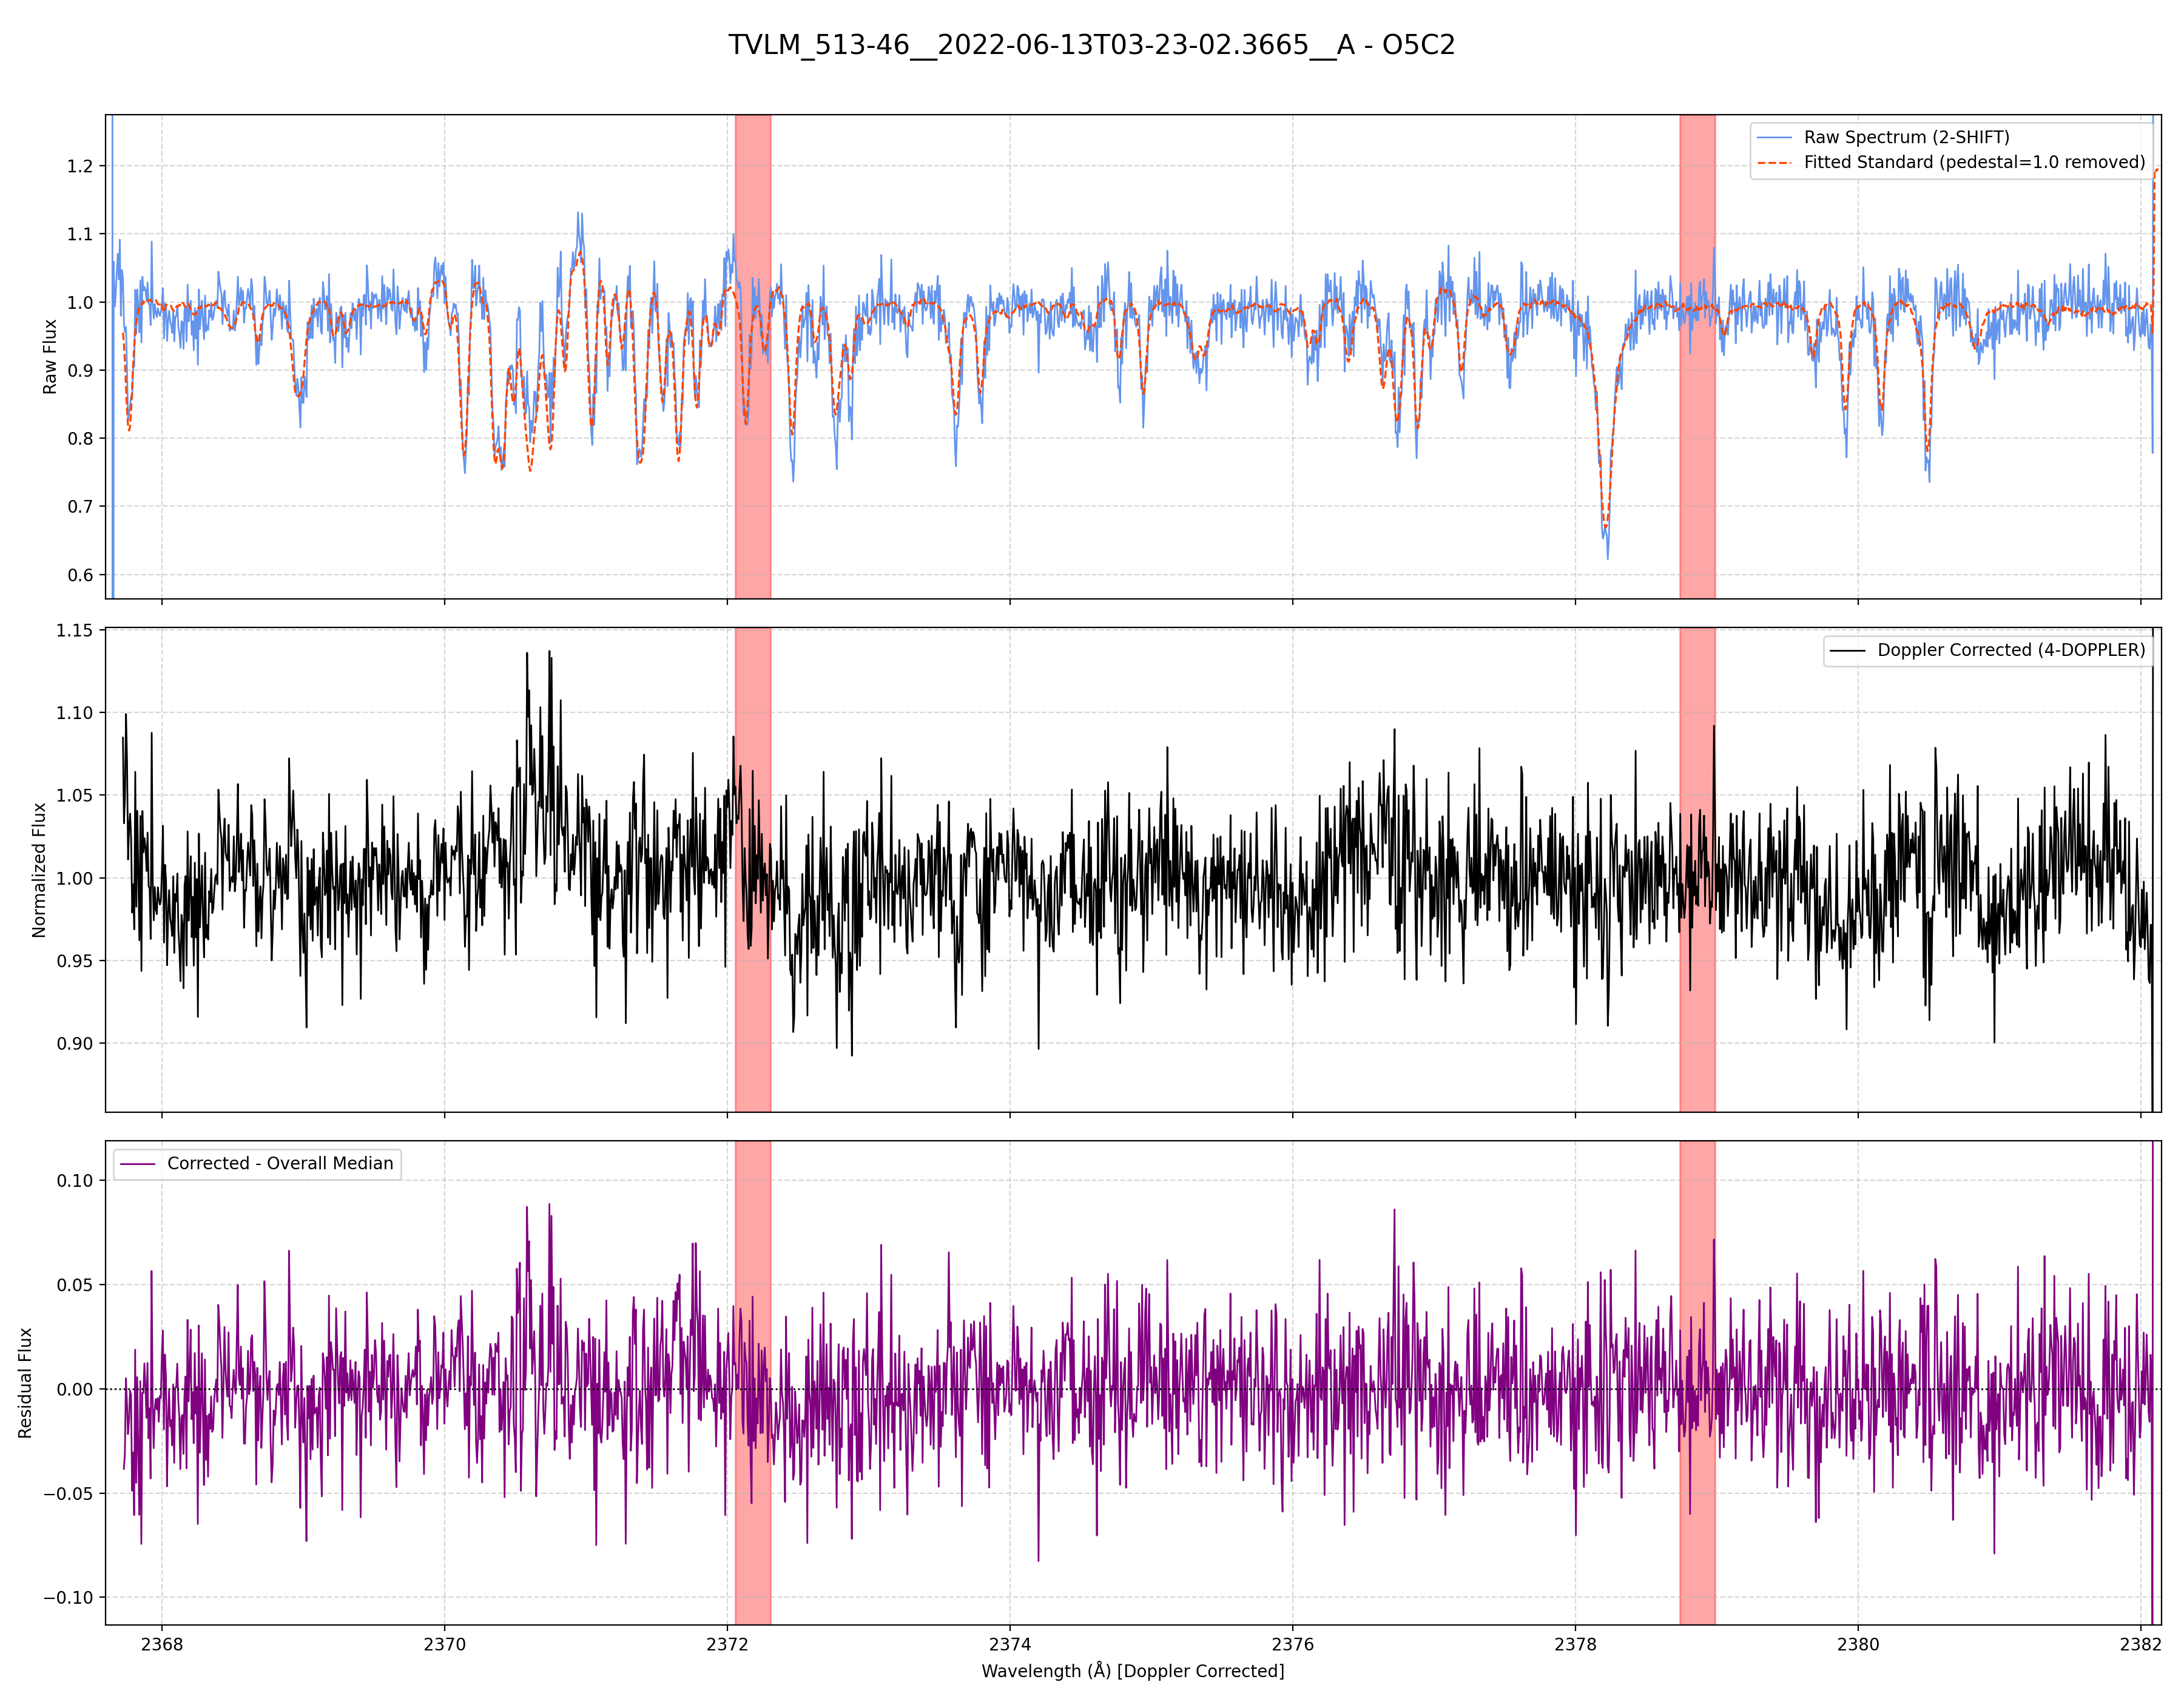 TVLM_513-46__2022-06-13T03-23-02.3665__A - O5C2
Raw Flux
1.2
1.1
1.0
0.9
0.8
0.7
0.6
Raw Spectrum (2-SHIFT)
Fitted Standard (pedestal=1.0 removed)
Normalized Flux
1.15
1.10
1.05
1.00
0.95
0.90
Doppler Corrected (4-DOPPLER)
Residual Flux
0.10
0.05
0.00
−0.05
−0.10
Corrected - Overall Median
2368 2370 2372 2374 2376 2378 2380 2382
Wavelength (Å) [Doppler Corrected]